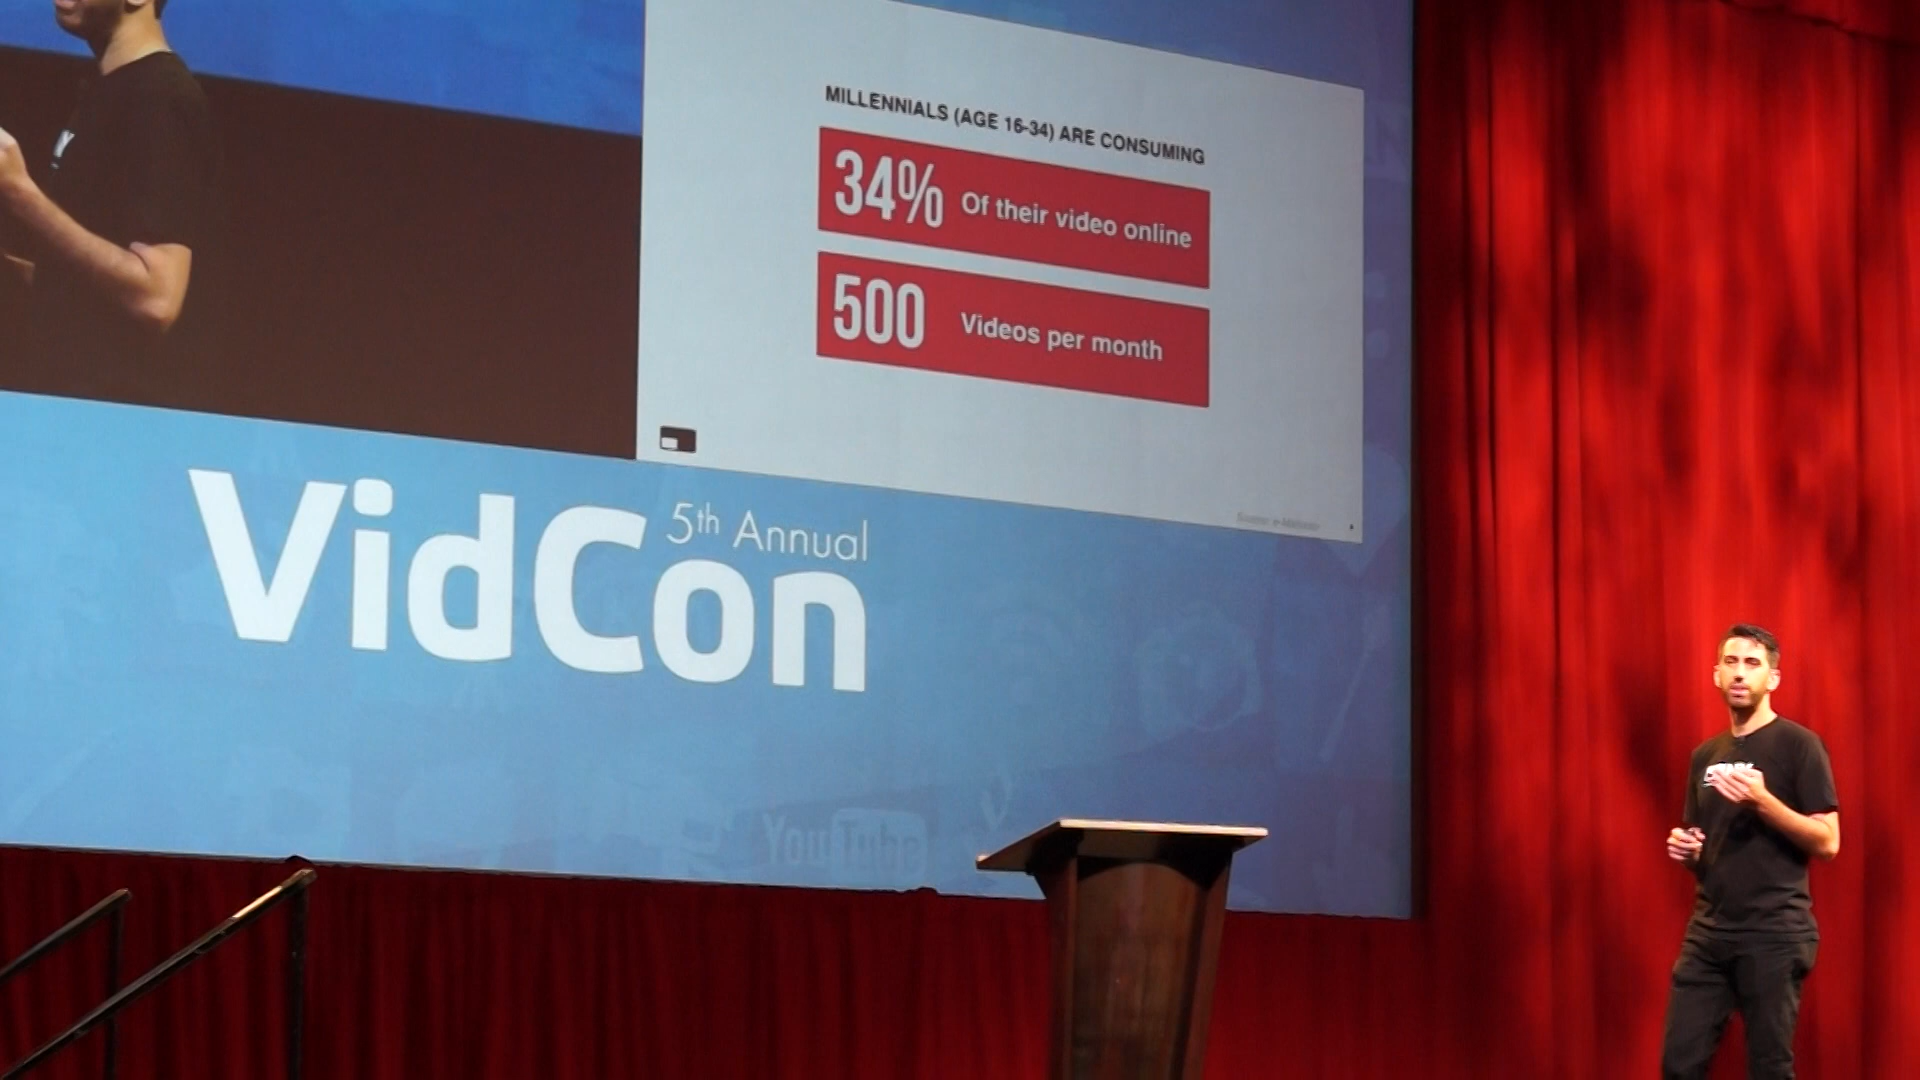 MILLENNIALS (AGE 16-34) ARE CONSUMING
34% Of their video online
500 Videos per month
5th Annual
VidCon
YouTube